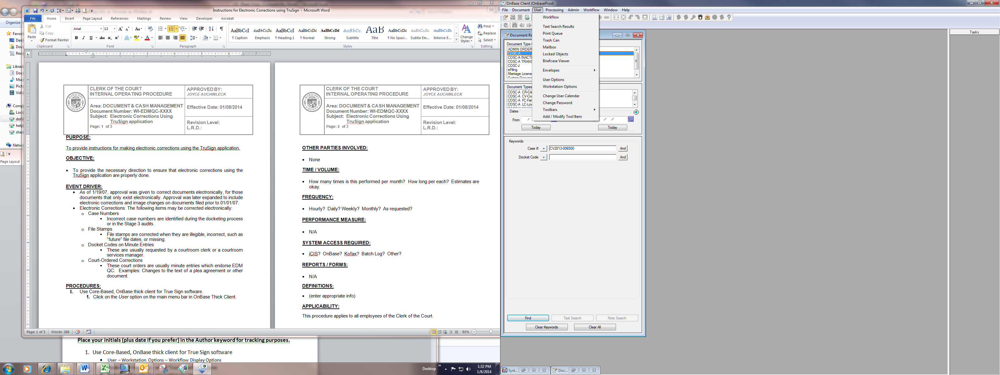 Instructions for Electronic Corrections using TruSign - Microsoft Word
File Home Insert Page Layout References Mailings Review View Developer Acrobat
Paste
Cut
Copy
Format Painter
Clipboard
Arial 12
Font
Paragraph
AaBbCcI AaBbCcDc AaBbCcI AaBbCcDc AaBbCcDd AaBbCc. AaB AaBbCcDc AaBbCcDc AaBbCcDc
¶ Caption Emphasis ¶ Heading 1 ¶ Normal Strong Subtitle Title ¶ No Spaci... Subtle Em... Intense E...
Styles
Change Styles
Find
Replace
Select
Editing
Organize
Page Layout
CLERK OF THE COURT
INTERNAL OPERATING PROCEDURE
APPROVED BY:
JOYCE AUCHINLECK
Area: DOCUMENT & CASH MANAGEMENT
Document Number: WI-EDMQC-XXXX
Subject: Electronic Corrections Using
TruSign application
Page: 1 of 3
Effective Date: 01/08/2014
Revision Level:
L.R.D.:
MARICOPA COUNTY
PURPOSE:
To provide instructions for making electronic corrections using the TruSign application.
OBJECTIVE:
• To provide the necessary direction to ensure that electronic corrections using the
TruSign application are properly done.
EVENT DRIVER:
• As of 1/19/07, approval was given to correct documents electronically, for those
documents that only exist electronically. Approval was later expanded to include
electronic corrections and image changes on documents filed prior to 01/01/07.
• Electronic Corrections: The following items may be corrected electronically:
o Case Numbers
▪ Incorrect case numbers are identified during the docketing process
or in the Stage 3 audits.
o File Stamps
▪ File stamps are corrected when they are illegible, incorrect, such as
“future” file dates, or missing.
o Docket Codes on Minute Entries
▪ These are usually requested by a courtroom clerk or a courtroom
services manager.
o Court-Ordered Corrections
▪ These court orders are usually minute entries which endorse EDM
QC. Examples: Changes to the text of a plea agreement or other
document.
PROCEDURES:
I. Use Core-Based, OnBase thick client for True Sign software.
1. Click on the User option on the main menu bar in OnBase Thick Client.
CLERK OF THE COURT
INTERNAL OPERATING PROCEDURE
APPROVED BY:
JOYCE AUCHINLECK
Area: DOCUMENT & CASH MANAGEMENT
Document Number: WI-EDMQC-XXXX
Subject: Electronic Corrections Using
TruSign application
Page: 2 of 3
Effective Date: 01/08/2014
Revision Level:
L.R.D.:
MARICOPA COUNTY
OTHER PARTIES INVOLVED:
• None
TIME / VOLUME:
• How many times is this performed per month? How long per each? Estimates are
okay.
FREQUENCY:
• Hourly? Daily? Weekly? Monthly? As requested?
PERFORMANCE MEASURE:
• N/A
SYSTEM ACCESS REQUIRED:
• iCIS? OnBase? Kofax? Batch Log? Other?
REPORTS / FORMS:
• N/A
DEFINITIONS:
• (enter appropriate info)
APPLICABILITY:
This procedure applies to all employees of the Clerk of the Court.
Page: 1 of 3 Words: 268
91%
Place your initials (plus date if you prefer) in the Author keyword for tracking purposes.
1. Use Core-Based, OnBase thick client for True Sign software
• User – Workstation Options – Workflow Display Options
Desktop
1:32 PM
1/8/2014
OnBase Client (OnbaseProd)
File Document User Processing Admin Workflow Window Help
Workflow
Text Search Results
Print Queue
Trash Can
Mailbox
Locked Objects
Briefcase Viewer
Envelopes
User Options
Workstation Options
Change User Calendar
Change Password
Toolbars
Add / Modify Tool Item
Document Re
Document Type
ADMIN ORDER
COSC-A
COSC-A INACTI
COSC-A TRANS
COSC-J
eFiling
Marriage License
Document Types
COSC-A CR-Cri
COSC-A CV-Civ
COSC-A FC-Far
COSC-A LC-Low
Dates
From / / /
Today Today
Keywords
Case # = CV2013-006500 And
Docket Code = And
Find Text Search Note Search
Clear Keywords Clear All
Tasks
Syst... Doc...